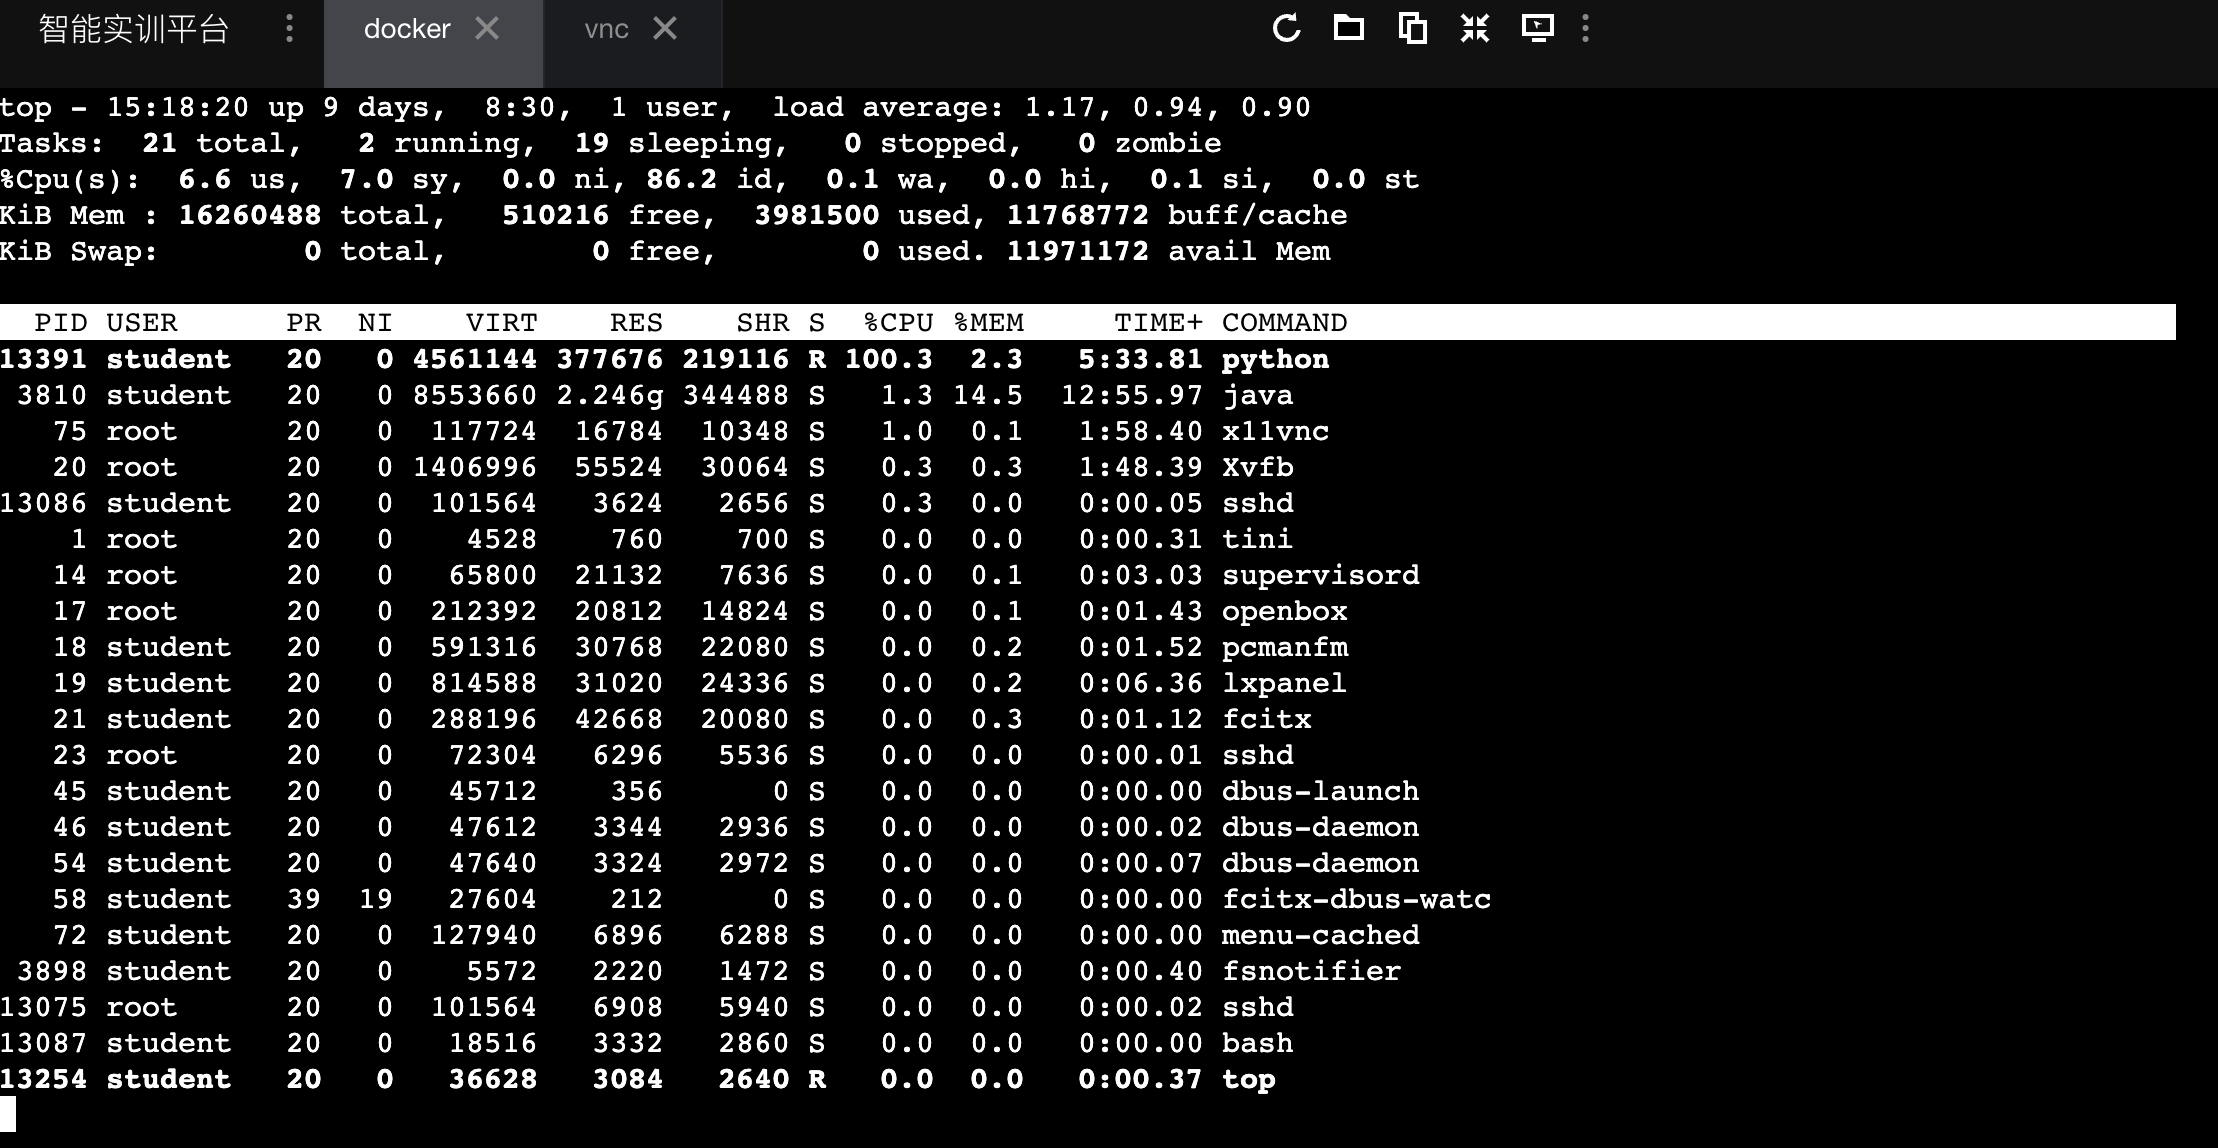 智能实训平台 docker vnc
top - 15:18:20 up 9 days,  8:30,  1 user,  load average: 1.17, 0.94, 0.90
Tasks:  21 total,   2 running,  19 sleeping,   0 stopped,   0 zombie
%Cpu(s):  6.6 us,  7.0 sy,  0.0 ni, 86.2 id,  0.1 wa,  0.0 hi,  0.1 si,  0.0 st
KiB Mem : 16260488 total,   510216 free,  3981500 used, 11768772 buff/cache
KiB Swap:        0 total,        0 free,        0 used. 11971172 avail Mem
  PID USER      PR  NI    VIRT    RES    SHR S  %CPU %MEM     TIME+ COMMAND
13391 student   20   0 4561144 377676 219116 R 100.3  2.3   5:33.81 python
 3810 student   20   0 8553660 2.246g 344488 S   1.3 14.5  12:55.97 java
   75 root      20   0  117724  16784  10348 S   1.0  0.1   1:58.40 x11vnc
   20 root      20   0 1406996  55524  30064 S   0.3  0.3   1:48.39 Xvfb
13086 student   20   0  101564   3624   2656 S   0.3  0.0   0:00.05 sshd
    1 root      20   0    4528    760    700 S   0.0  0.0   0:00.31 tini
   14 root      20   0   65800  21132   7636 S   0.0  0.1   0:03.03 supervisord
   17 root      20   0  212392  20812  14824 S   0.0  0.1   0:01.43 openbox
   18 student   20   0  591316  30768  22080 S   0.0  0.2   0:01.52 pcmanfm
   19 student   20   0  814588  31020  24336 S   0.0  0.2   0:06.36 lxpanel
   21 student   20   0  288196  42668  20080 S   0.0  0.3   0:01.12 fcitx
   23 root      20   0   72304   6296   5536 S   0.0  0.0   0:00.01 sshd
   45 student   20   0   45712    356      0 S   0.0  0.0   0:00.00 dbus-launch
   46 student   20   0   47612   3344   2936 S   0.0  0.0   0:00.02 dbus-daemon
   54 student   20   0   47640   3324   2972 S   0.0  0.0   0:00.07 dbus-daemon
   58 student   39  19   27604    212      0 S   0.0  0.0   0:00.00 fcitx-dbus-watc
   72 student   20   0  127940   6896   6288 S   0.0  0.0   0:00.00 menu-cached
 3898 student   20   0    5572   2220   1472 S   0.0  0.0   0:00.40 fsnotifier
13075 root      20   0  101564   6908   5940 S   0.0  0.0   0:00.02 sshd
13087 student   20   0   18516   3332   2860 S   0.0  0.0   0:00.00 bash
13254 student   20   0   36628   3084   2640 R   0.0  0.0   0:00.37 top